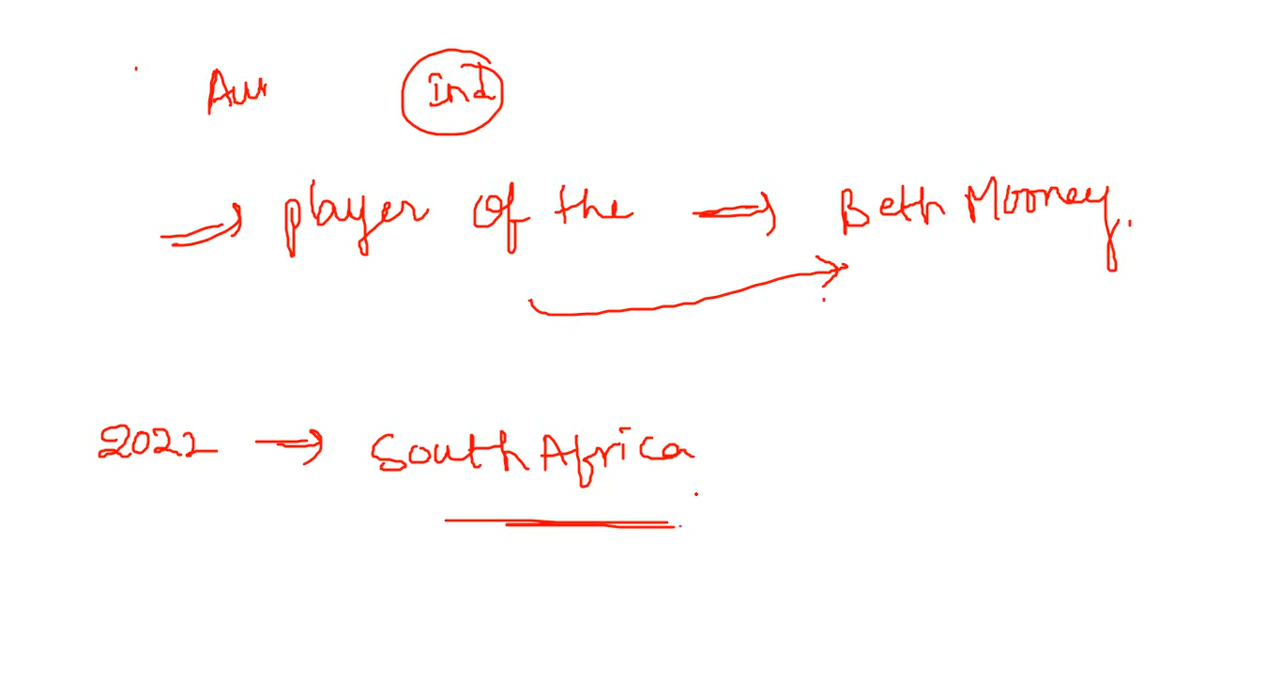 Aus Ind
⇒ player of the → Beth Mooney.
2022 → South Africa